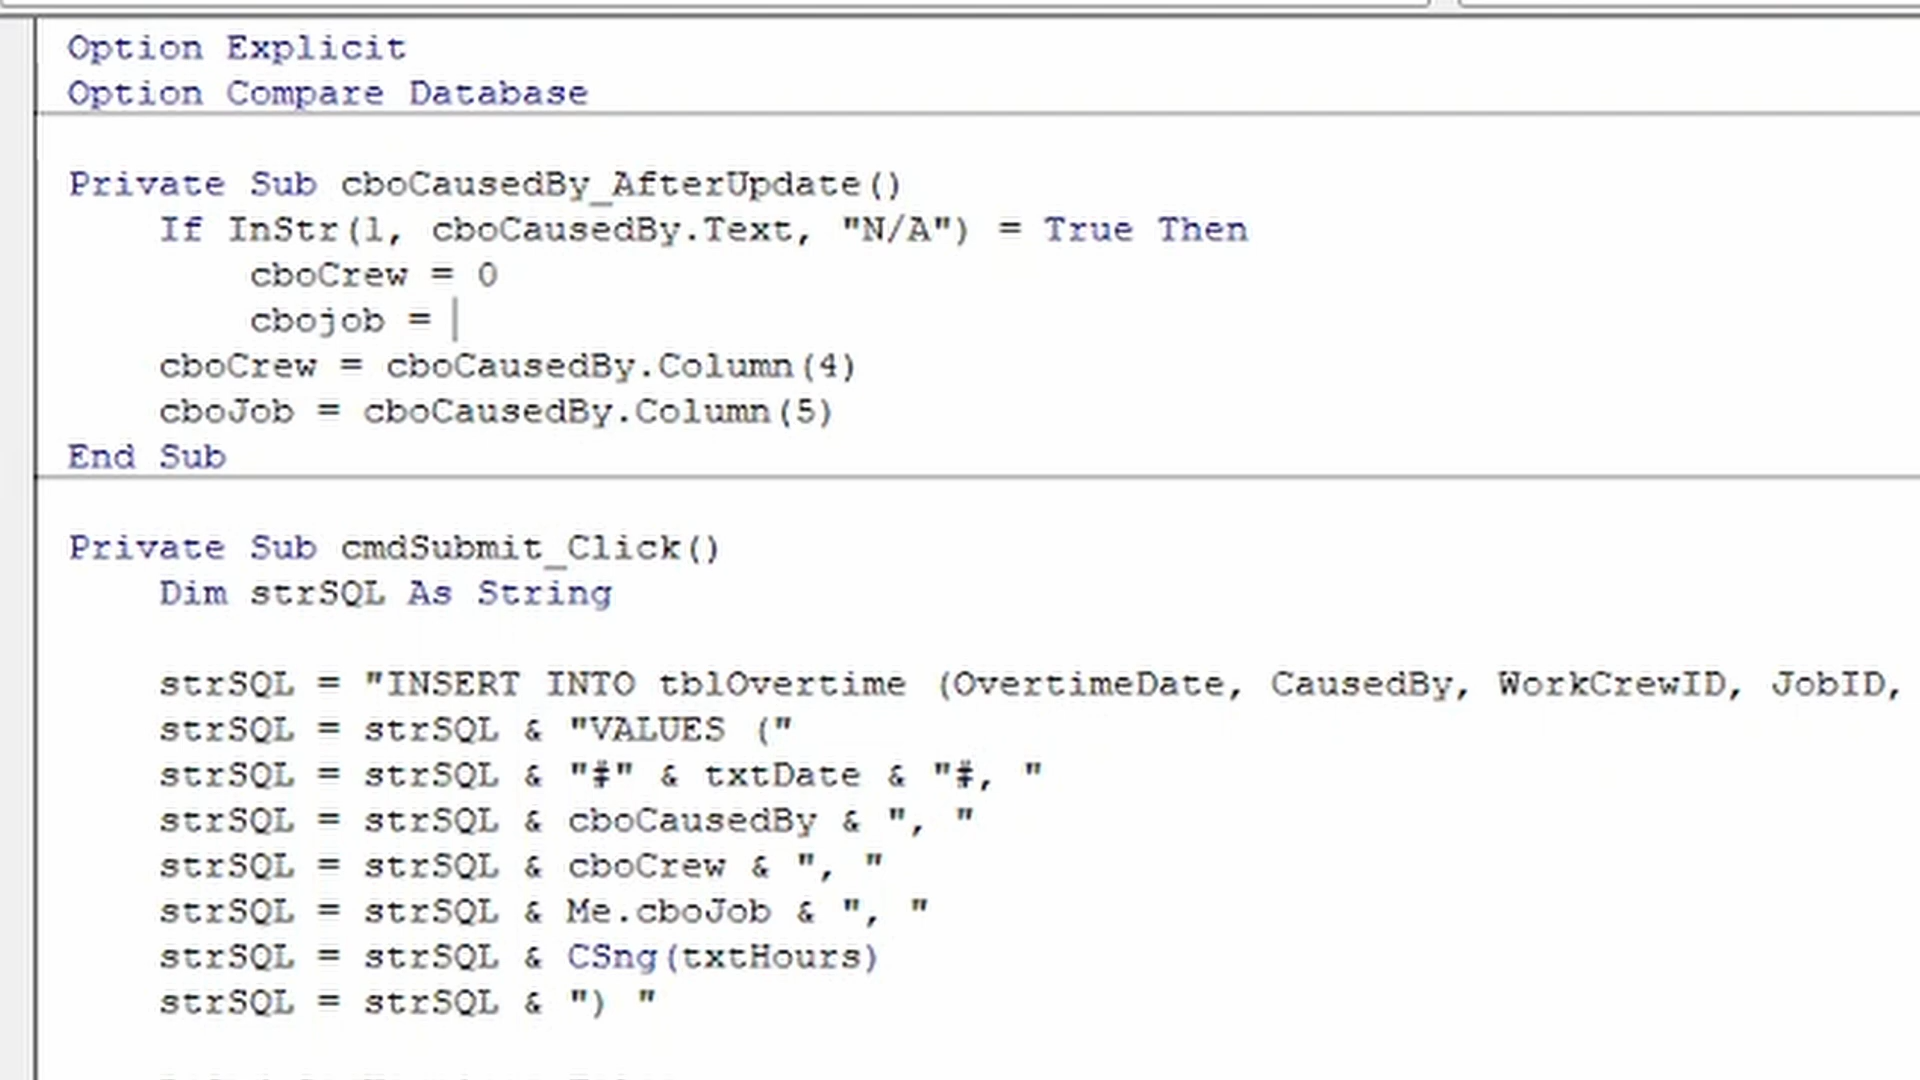 Option Explicit
Option Compare Database
Private Sub cboCausedBy_AfterUpdate()
If InStr(1, cboCausedBy.Text, "N/A") = True Then
cboCrew = 0
cbojob =
cboCrew = cboCausedBy.Column(4)
cboJob = cboCausedBy.Column(5)
End Sub
Private Sub cmdSubmit_Click()
Dim strSQL As String
strSQL = "INSERT INTO tblOvertime (OvertimeDate, CausedBy, WorkCrewID, JobID,
strSQL = strSQL & "VALUES ("
strSQL = strSQL & "#" & txtDate & "#, "
strSQL = strSQL & cboCausedBy & ", "
strSQL = strSQL & cboCrew & ", "
strSQL = strSQL & Me.cboJob & ", "
strSQL = strSQL & CSng(txtHours)
strSQL = strSQL & ") "